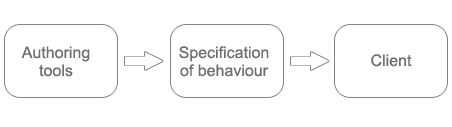 Authoring
tools
Specification
of behaviour
Client